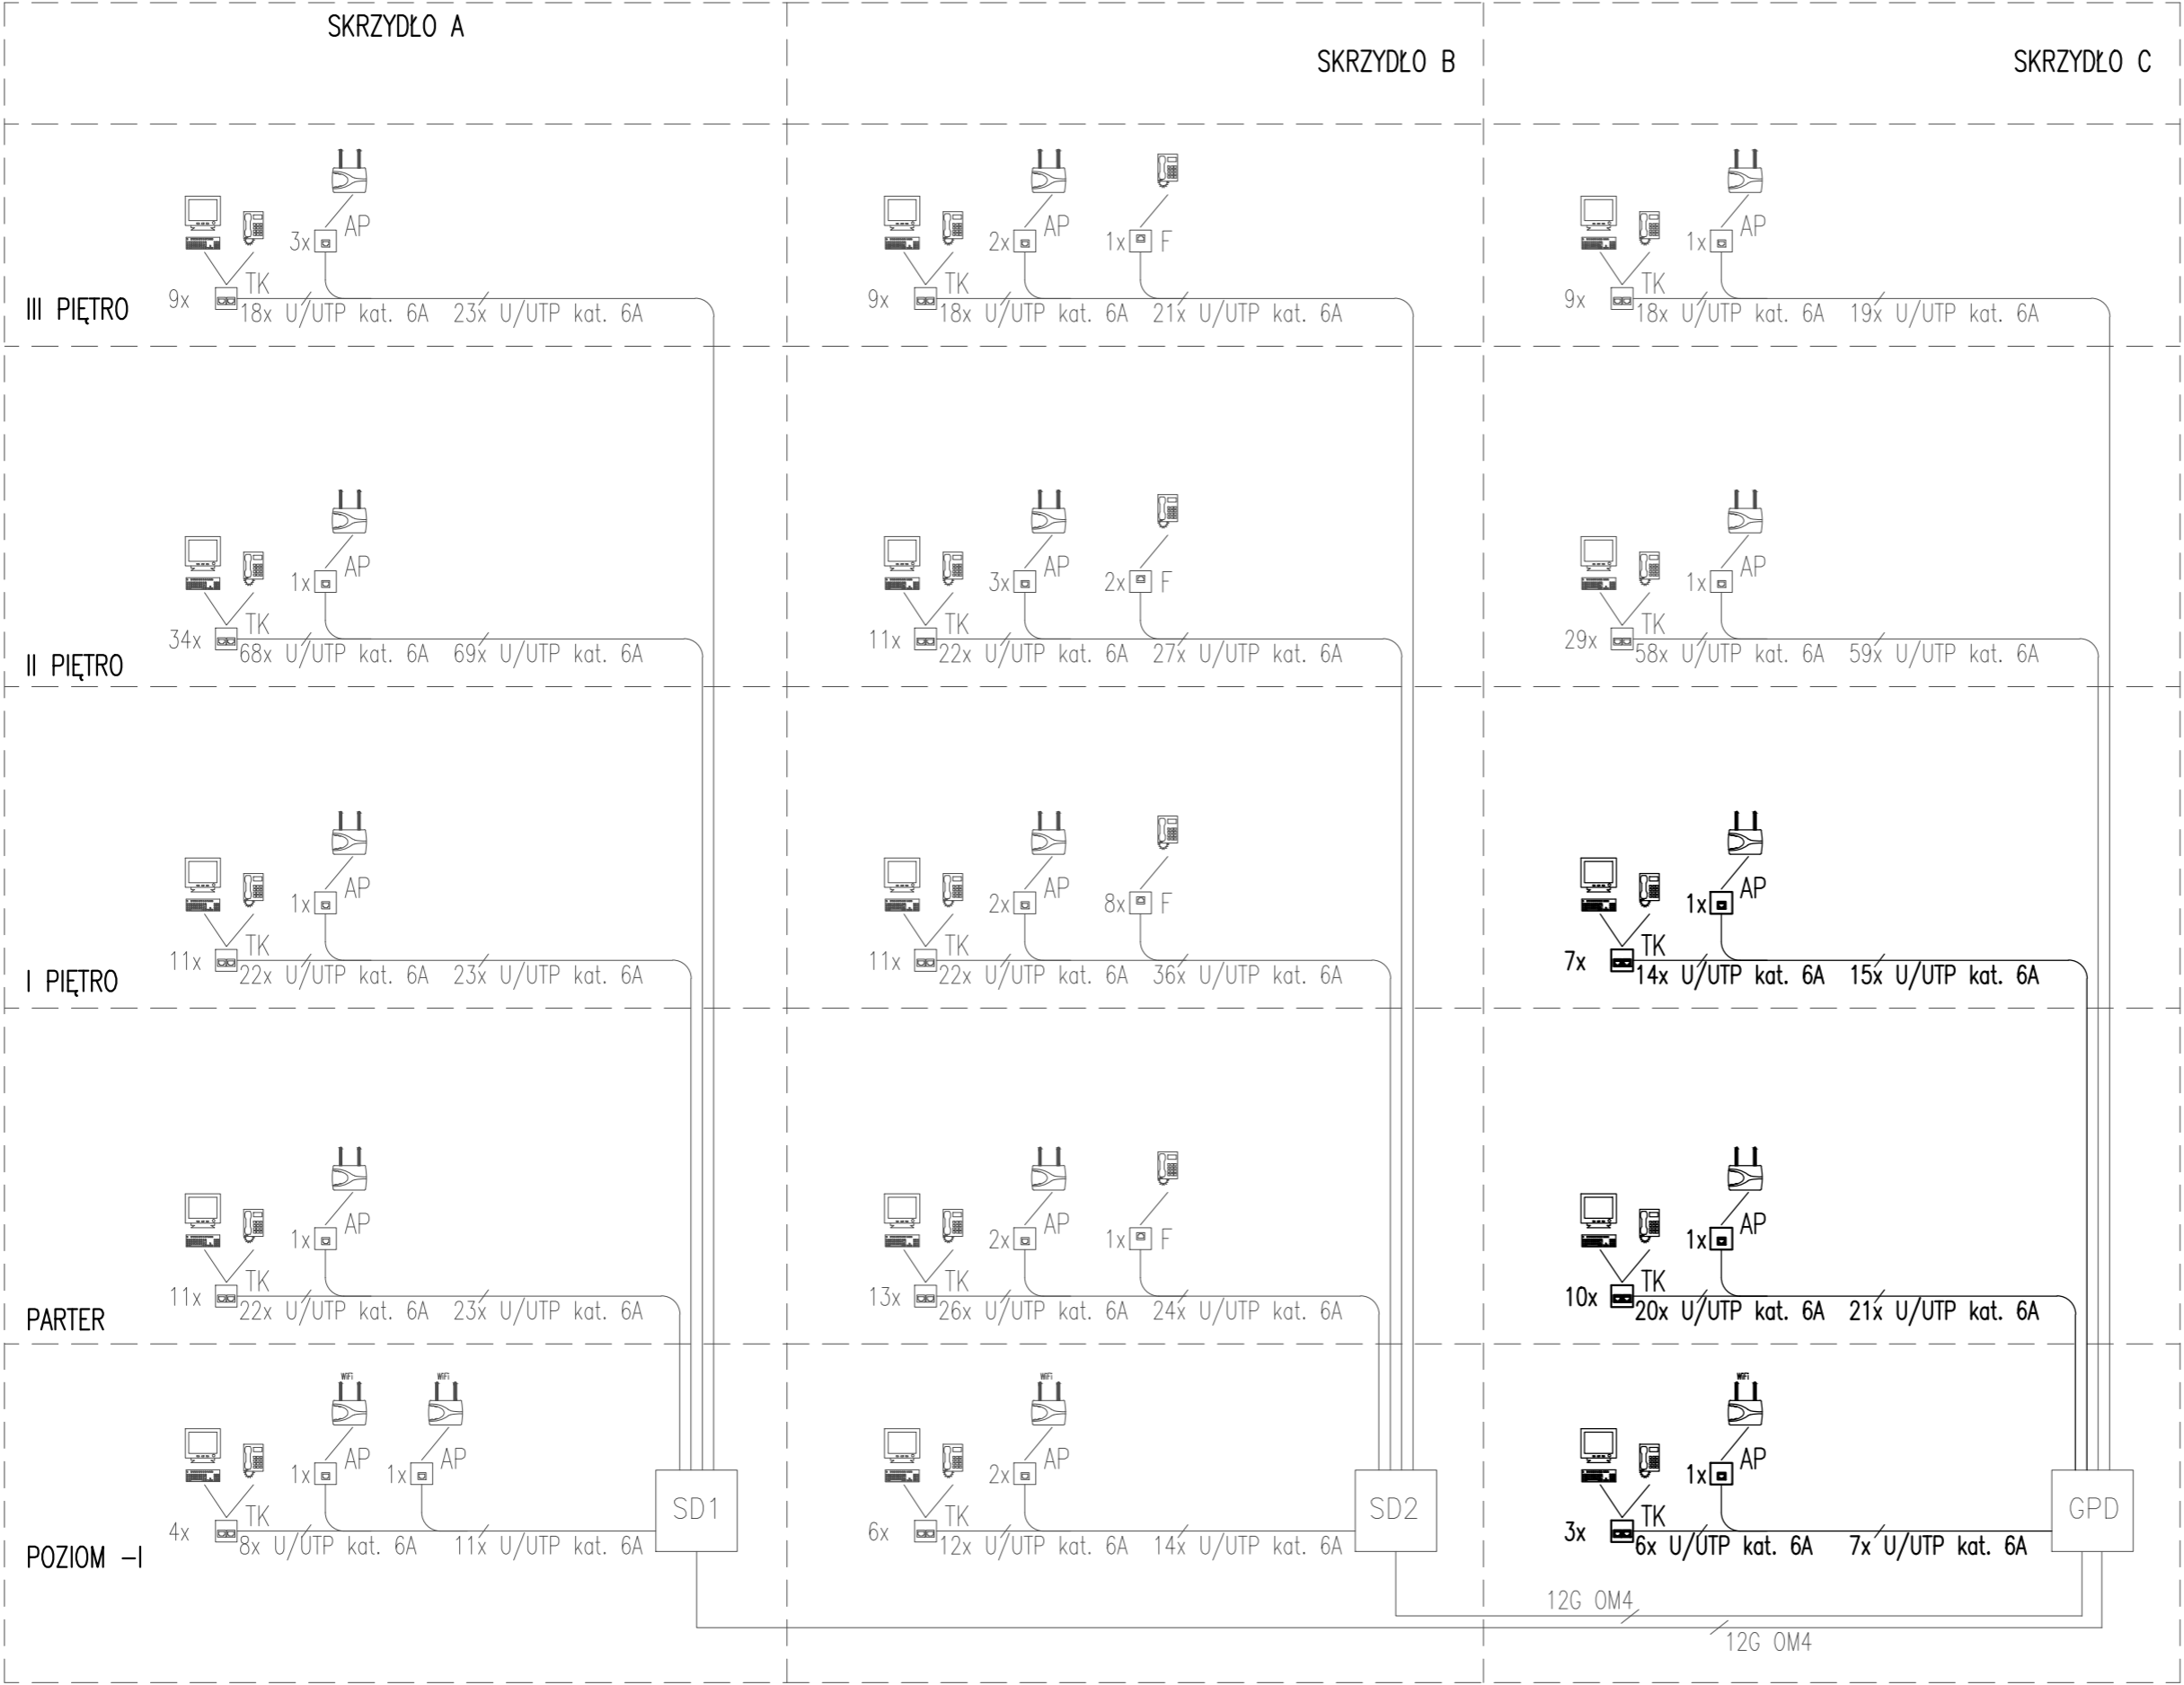 SKRZYDŁO A
SKRZYDŁO B
SKRZYDŁO C
III PIĘTRO
9x
TK
3x
AP
18x U/UTP kat. 6A
23x U/UTP kat. 6A
9x
TK
2x
AP
1x
F
18x U/UTP kat. 6A
21x U/UTP kat. 6A
9x
TK
1x
AP
18x U/UTP kat. 6A
19x U/UTP kat. 6A
II PIĘTRO
34x
TK
1x
AP
68x U/UTP kat. 6A
69x U/UTP kat. 6A
11x
TK
3x
AP
2x
F
22x U/UTP kat. 6A
27x U/UTP kat. 6A
29x
TK
1x
AP
58x U/UTP kat. 6A
59x U/UTP kat. 6A
I PIĘTRO
11x
TK
1x
AP
22x U/UTP kat. 6A
23x U/UTP kat. 6A
11x
TK
2x
AP
8x
F
22x U/UTP kat. 6A
36x U/UTP kat. 6A
7x
TK
1x
AP
14x U/UTP kat. 6A
15x U/UTP kat. 6A
PARTER
11x
TK
1x
AP
22x U/UTP kat. 6A
23x U/UTP kat. 6A
13x
TK
2x
AP
1x
F
26x U/UTP kat. 6A
24x U/UTP kat. 6A
10x
TK
1x
AP
20x U/UTP kat. 6A
21x U/UTP kat. 6A
POZIOM -I
4x
TK
WiFi
1x
AP
WiFi
1x
AP
8x U/UTP kat. 6A
11x U/UTP kat. 6A
SD1
6x
TK
WiFi
2x
AP
12x U/UTP kat. 6A
14x U/UTP kat. 6A
SD2
3x
TK
WiFi
1x
AP
6x U/UTP kat. 6A
7x U/UTP kat. 6A
GPD
12G OM4
12G OM4